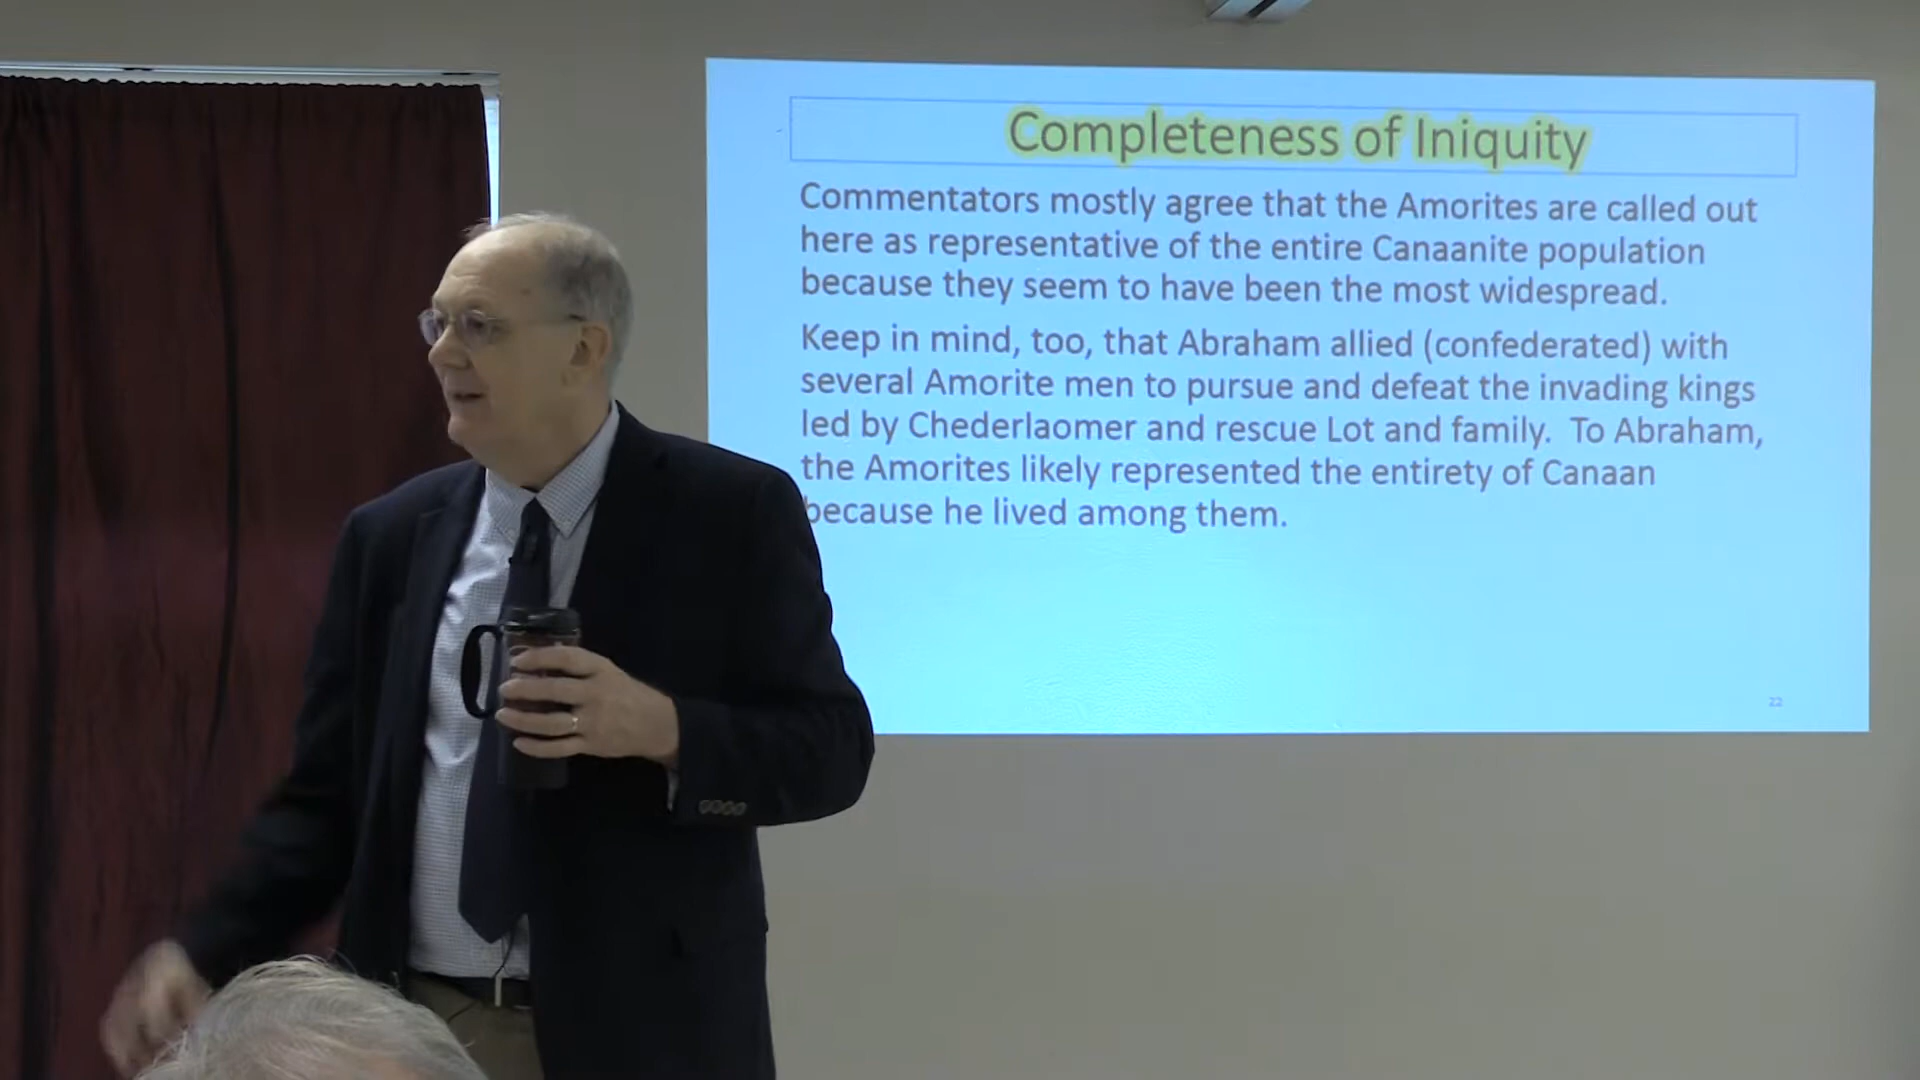 Completeness of Iniquity
Commentators mostly agree that the Amorites are called out
here as representative of the entire Canaanite population
because they seem to have been the most widespread.
Keep in mind, too, that Abraham allied (confederated) with
several Amorite men to pursue and defeat the invading kings
led by Chederlaomer and rescue Lot and family. To Abraham,
the Amorites likely represented the entirety of Canaan
because he lived among them.
22